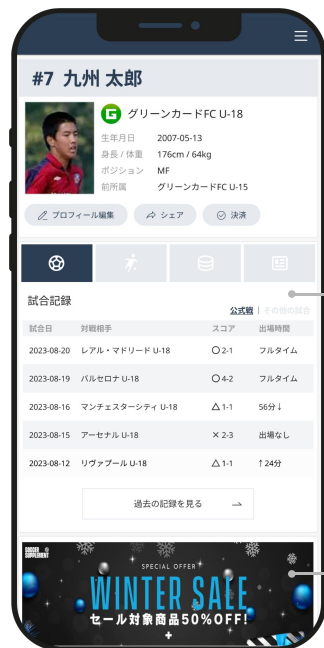 #7 九州 太郎
G グリーンカードFC U-18
生年月日 2007-05-13
身長 / 体重 176cm / 64kg
ポジション MF
前所属 グリーンカードFC U-15
プロフィール編集 シェア 決済
試合記録
公式戦 | その他の試合
試合日 対戦相手 スコア 出場時間
2023-08-20 レアル・マドリード U-18 〇 2-1 フルタイム
2023-08-19 バルセロナ U-18 〇 4-2 フルタイム
2023-08-16 マンチェスターシティ U-18 △ 1-1 56分↓
2023-08-15 アーセナル U-18 × 2-3 出場なし
2023-08-12 リヴァプール U-18 △ 1-1 ↑24分
過去の記録を見る →
SOCCER
SUPPLEMENT
SPECIAL OFFER
WINTER SALE
セール対象商品50%OFF!
+